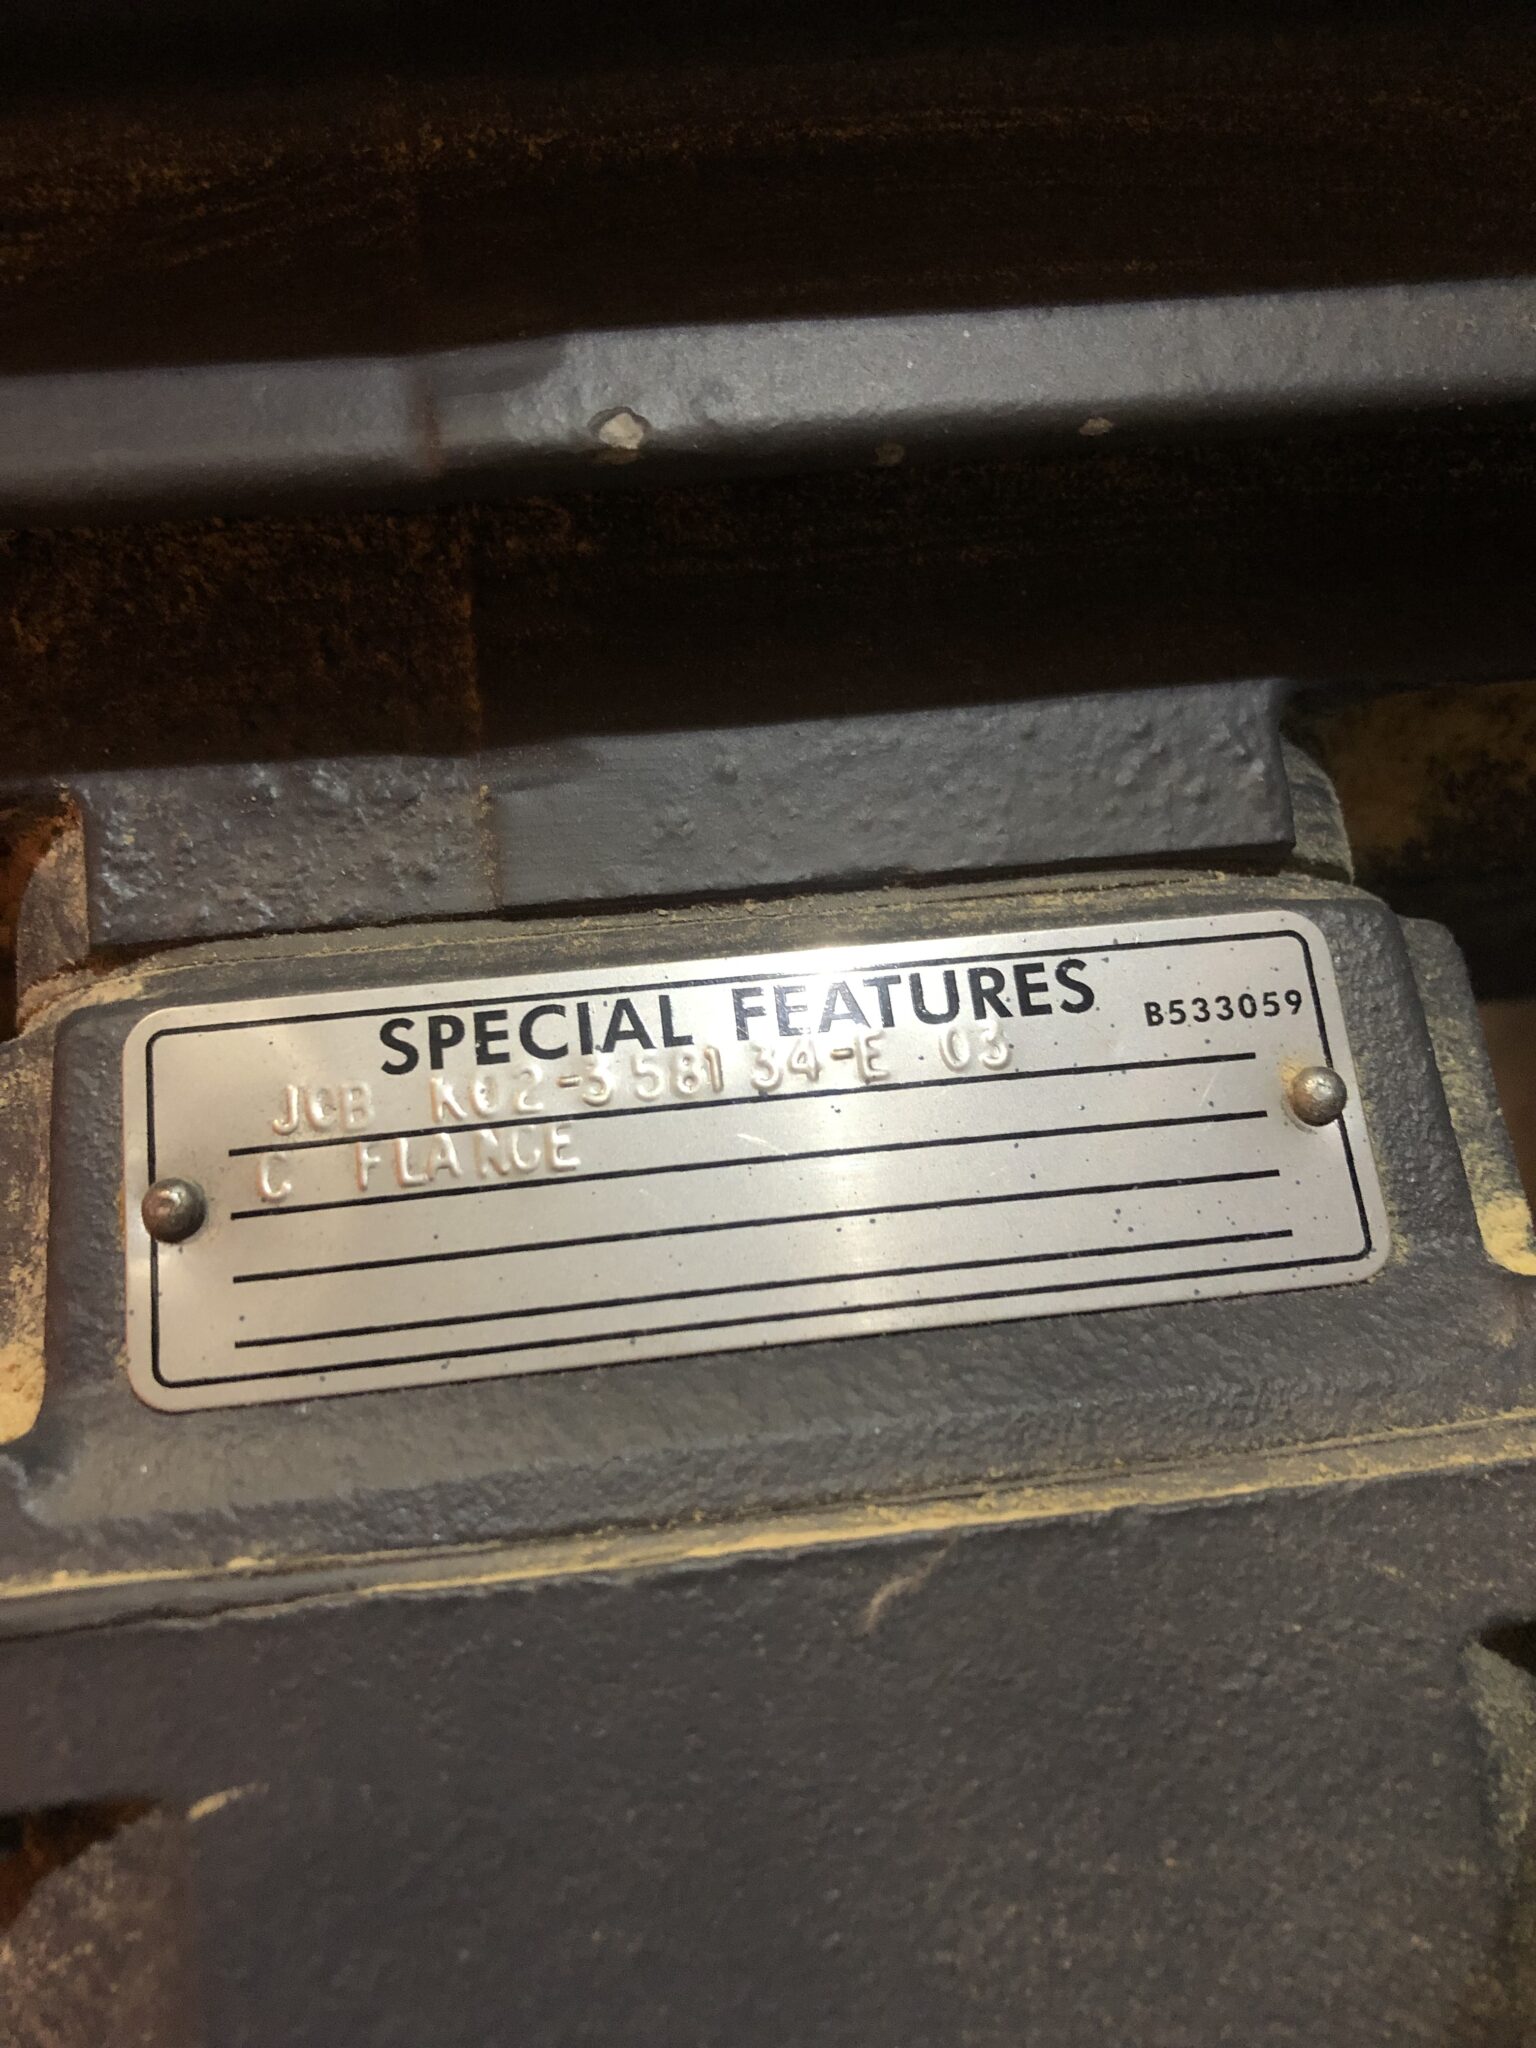 SPECIAL FEATURES B533059
JOB K02-358134-E 03
C FLANGE